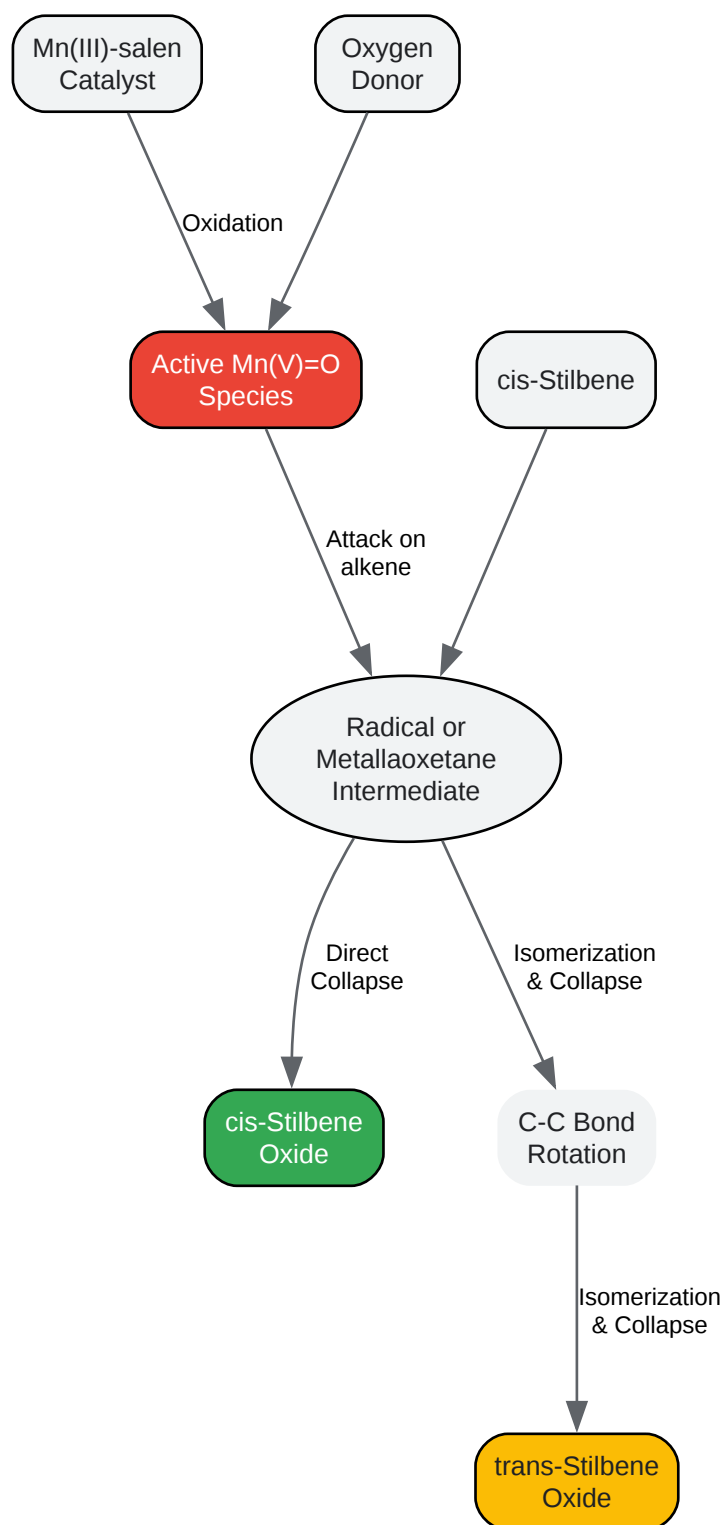 Mn(III)-salen
Catalyst
Oxygen
Donor
Oxidation
Active Mn(V)=O
Species
cis-Stilbene
Attack on
alkene
Radical or
Metallaoxetane
Intermediate
Direct
Collapse
Isomerization
& Collapse
cis-Stilbene
Oxide
C-C Bond
Rotation
Isomerization
& Collapse
trans-Stilbene
Oxide